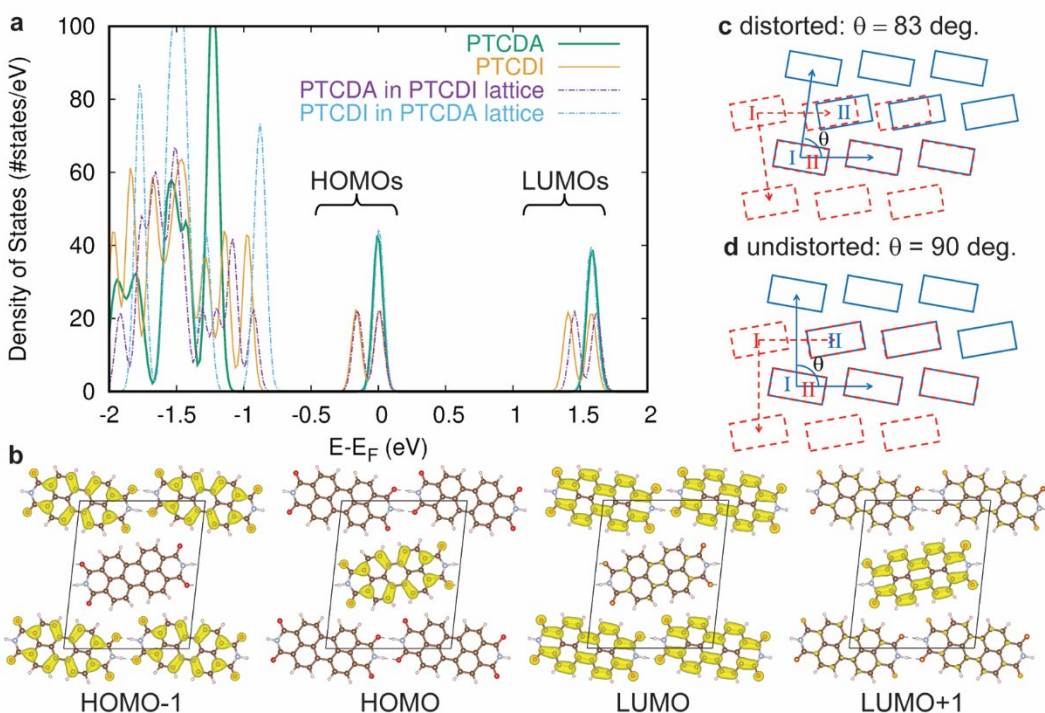 a
Density of States (#states/eV)
100
80
60
40
20
0
-2
-1.5
-1
-0.5
0
0.5
1
1.5
2
E-E_F (eV)
PTCDA
PTCDI
PTCDA in PTCDI lattice
PTCDI in PTCDA lattice
HOMOs
LUMOs
c distorted: θ = 83 deg.
I
II
θ
I
II
d undistorted: θ = 90 deg.
I
II
θ
I
II
b
HOMO-1
HOMO
LUMO
LUMO+1